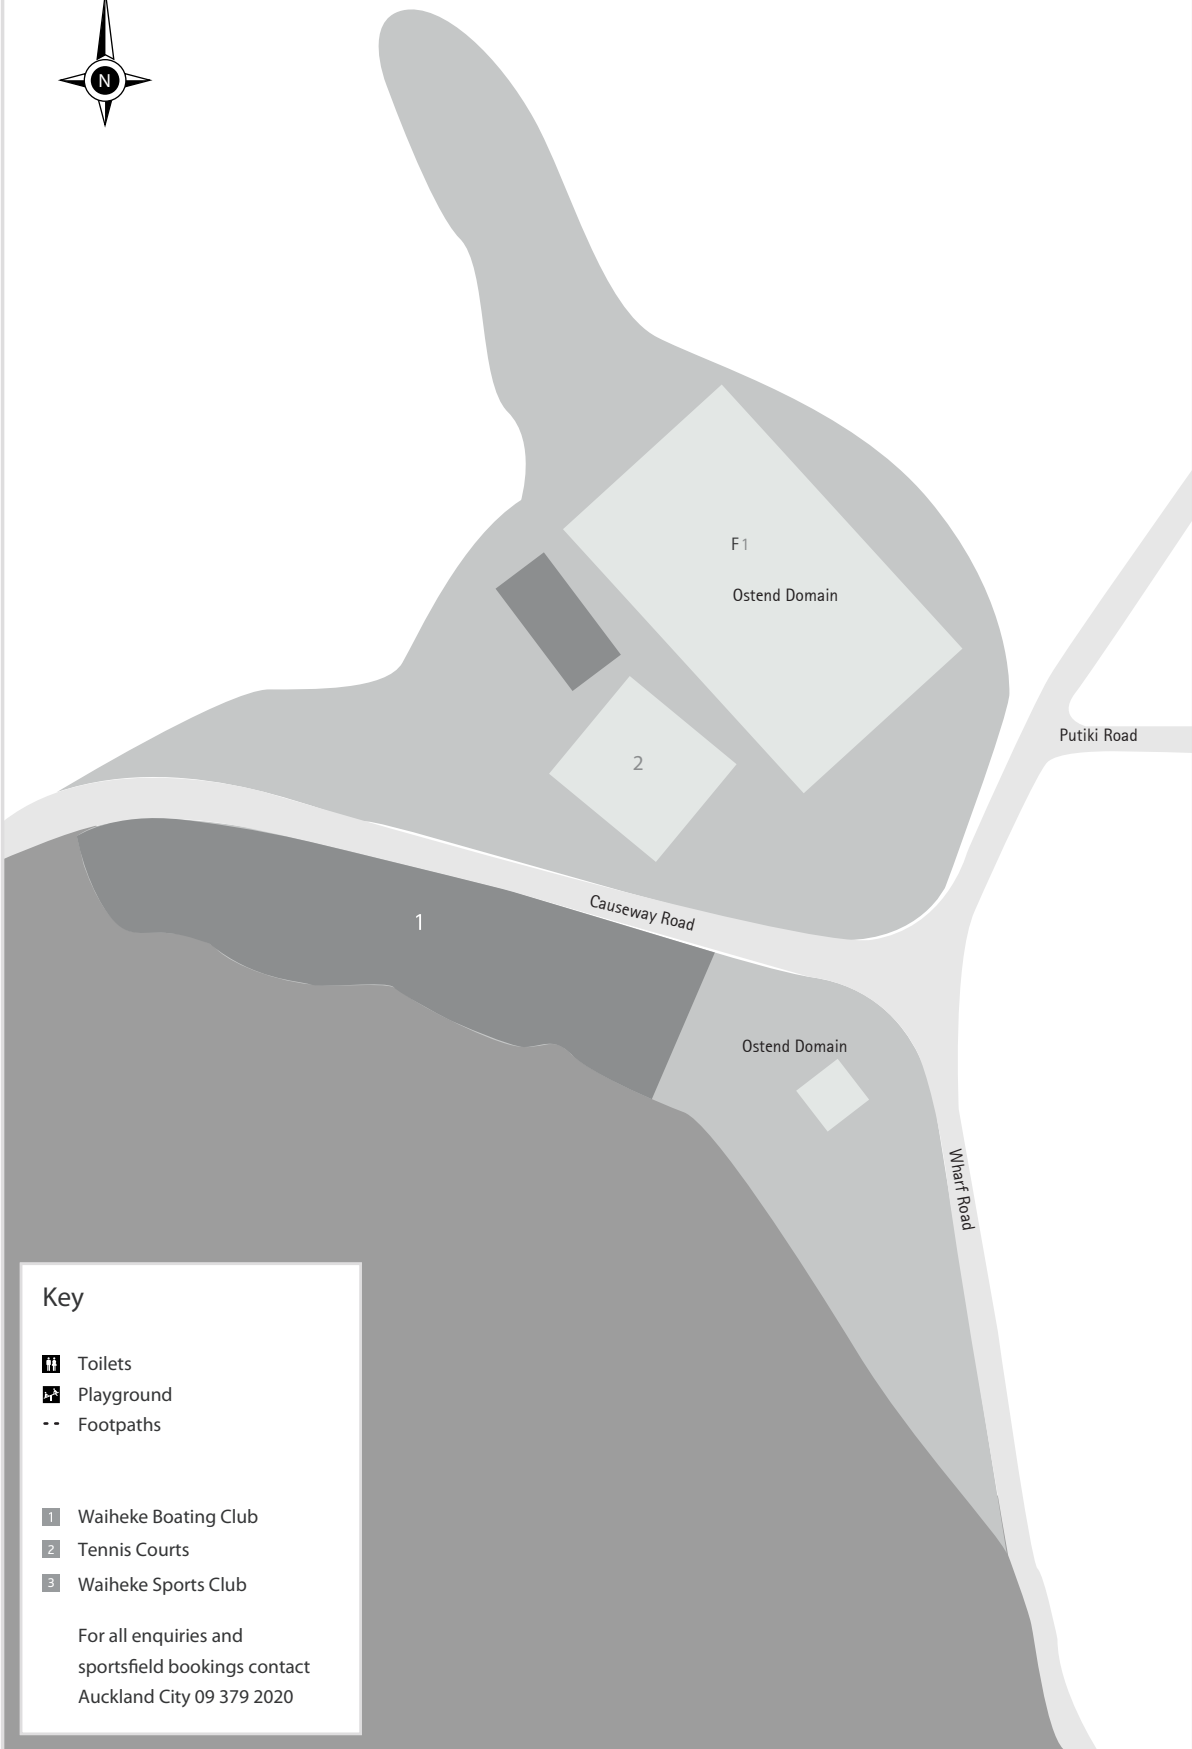 N
F 1
Ostend Domain
Putiki Road
2
Causeway Road
1
Ostend Domain
Wharf Road
Key
Toilets
Playground
Footpaths
1 Waiheke Boating Club
2 Tennis Courts
3 Waiheke Sports Club
For all enquiries and
sportsfield bookings contact
Auckland City 09 379 2020